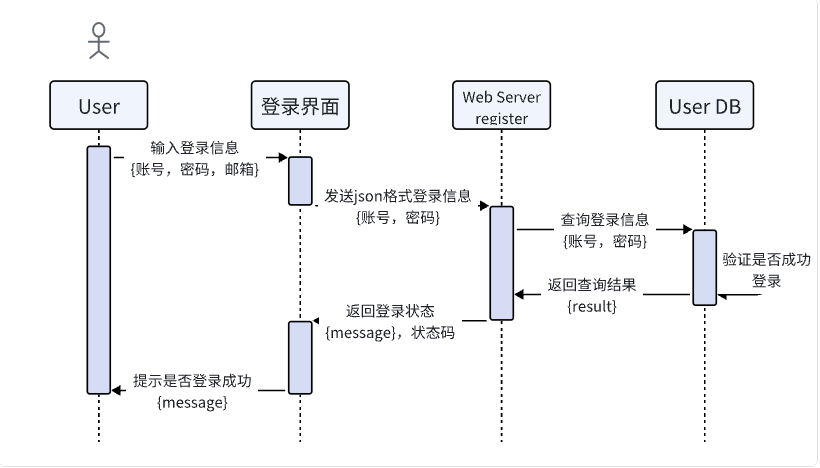 User
登录界面
Web Server
register
User DB
输入登录信息
{账号，密码，邮箱}
发送json格式登录信息
{账号，密码}
查询登录信息
{账号，密码}
验证是否成功
登录
返回查询结果
{result}
返回登录状态
{message}，状态码
提示是否登录成功
{message}